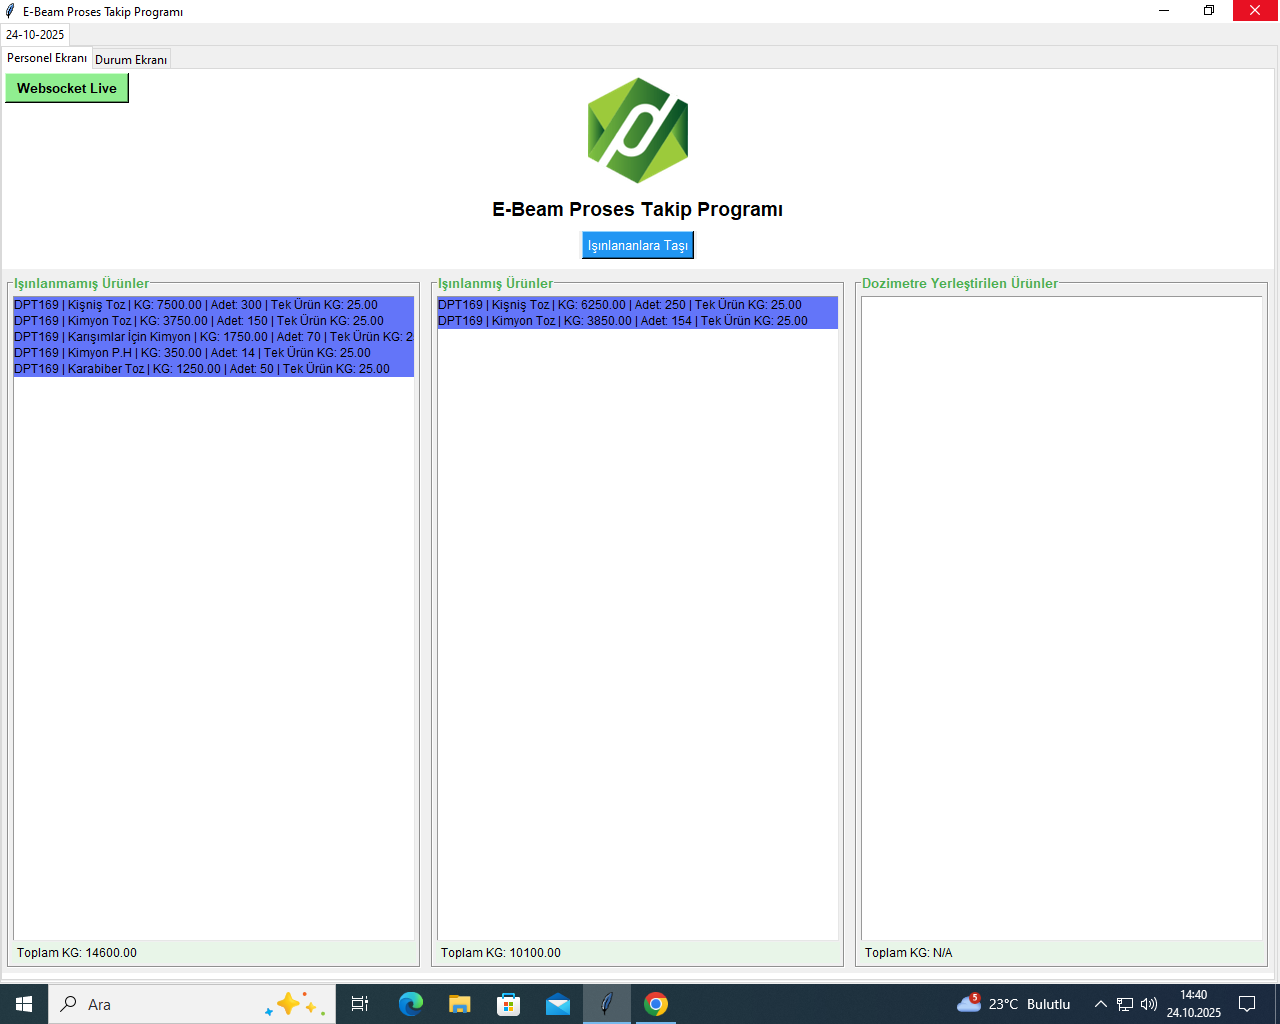 E-Beam Proses Takip Programı
24-10-2025
Personel Ekranı
Durum Ekranı
Websocket Live
E-Beam Proses Takip Programı
Işınlananlara Taşı
Işınlanmamış Ürünler
DPT169 | Kişniş Toz | KG: 7500.00 | Adet: 300 | Tek Ürün KG: 25.00
DPT169 | Kimyon Toz | KG: 3750.00 | Adet: 150 | Tek Ürün KG: 25.00
DPT169 | Karışımlar İçin Kimyon | KG: 1750.00 | Adet: 70 | Tek Ürün KG: 2
DPT169 | Kimyon P.H | KG: 350.00 | Adet: 14 | Tek Ürün KG: 25.00
DPT169 | Karabiber Toz | KG: 1250.00 | Adet: 50 | Tek Ürün KG: 25.00
Toplam KG: 14600.00
Işınlanmış Ürünler
DPT169 | Kişniş Toz | KG: 6250.00 | Adet: 250 | Tek Ürün KG: 25.00
DPT169 | Kimyon Toz | KG: 3850.00 | Adet: 154 | Tek Ürün KG: 25.00
Toplam KG: 10100.00
Dozimetre Yerleştirilen Ürünler
Toplam KG: N/A
Ara
5
23°C Bulutlu
14:40
24.10.2025